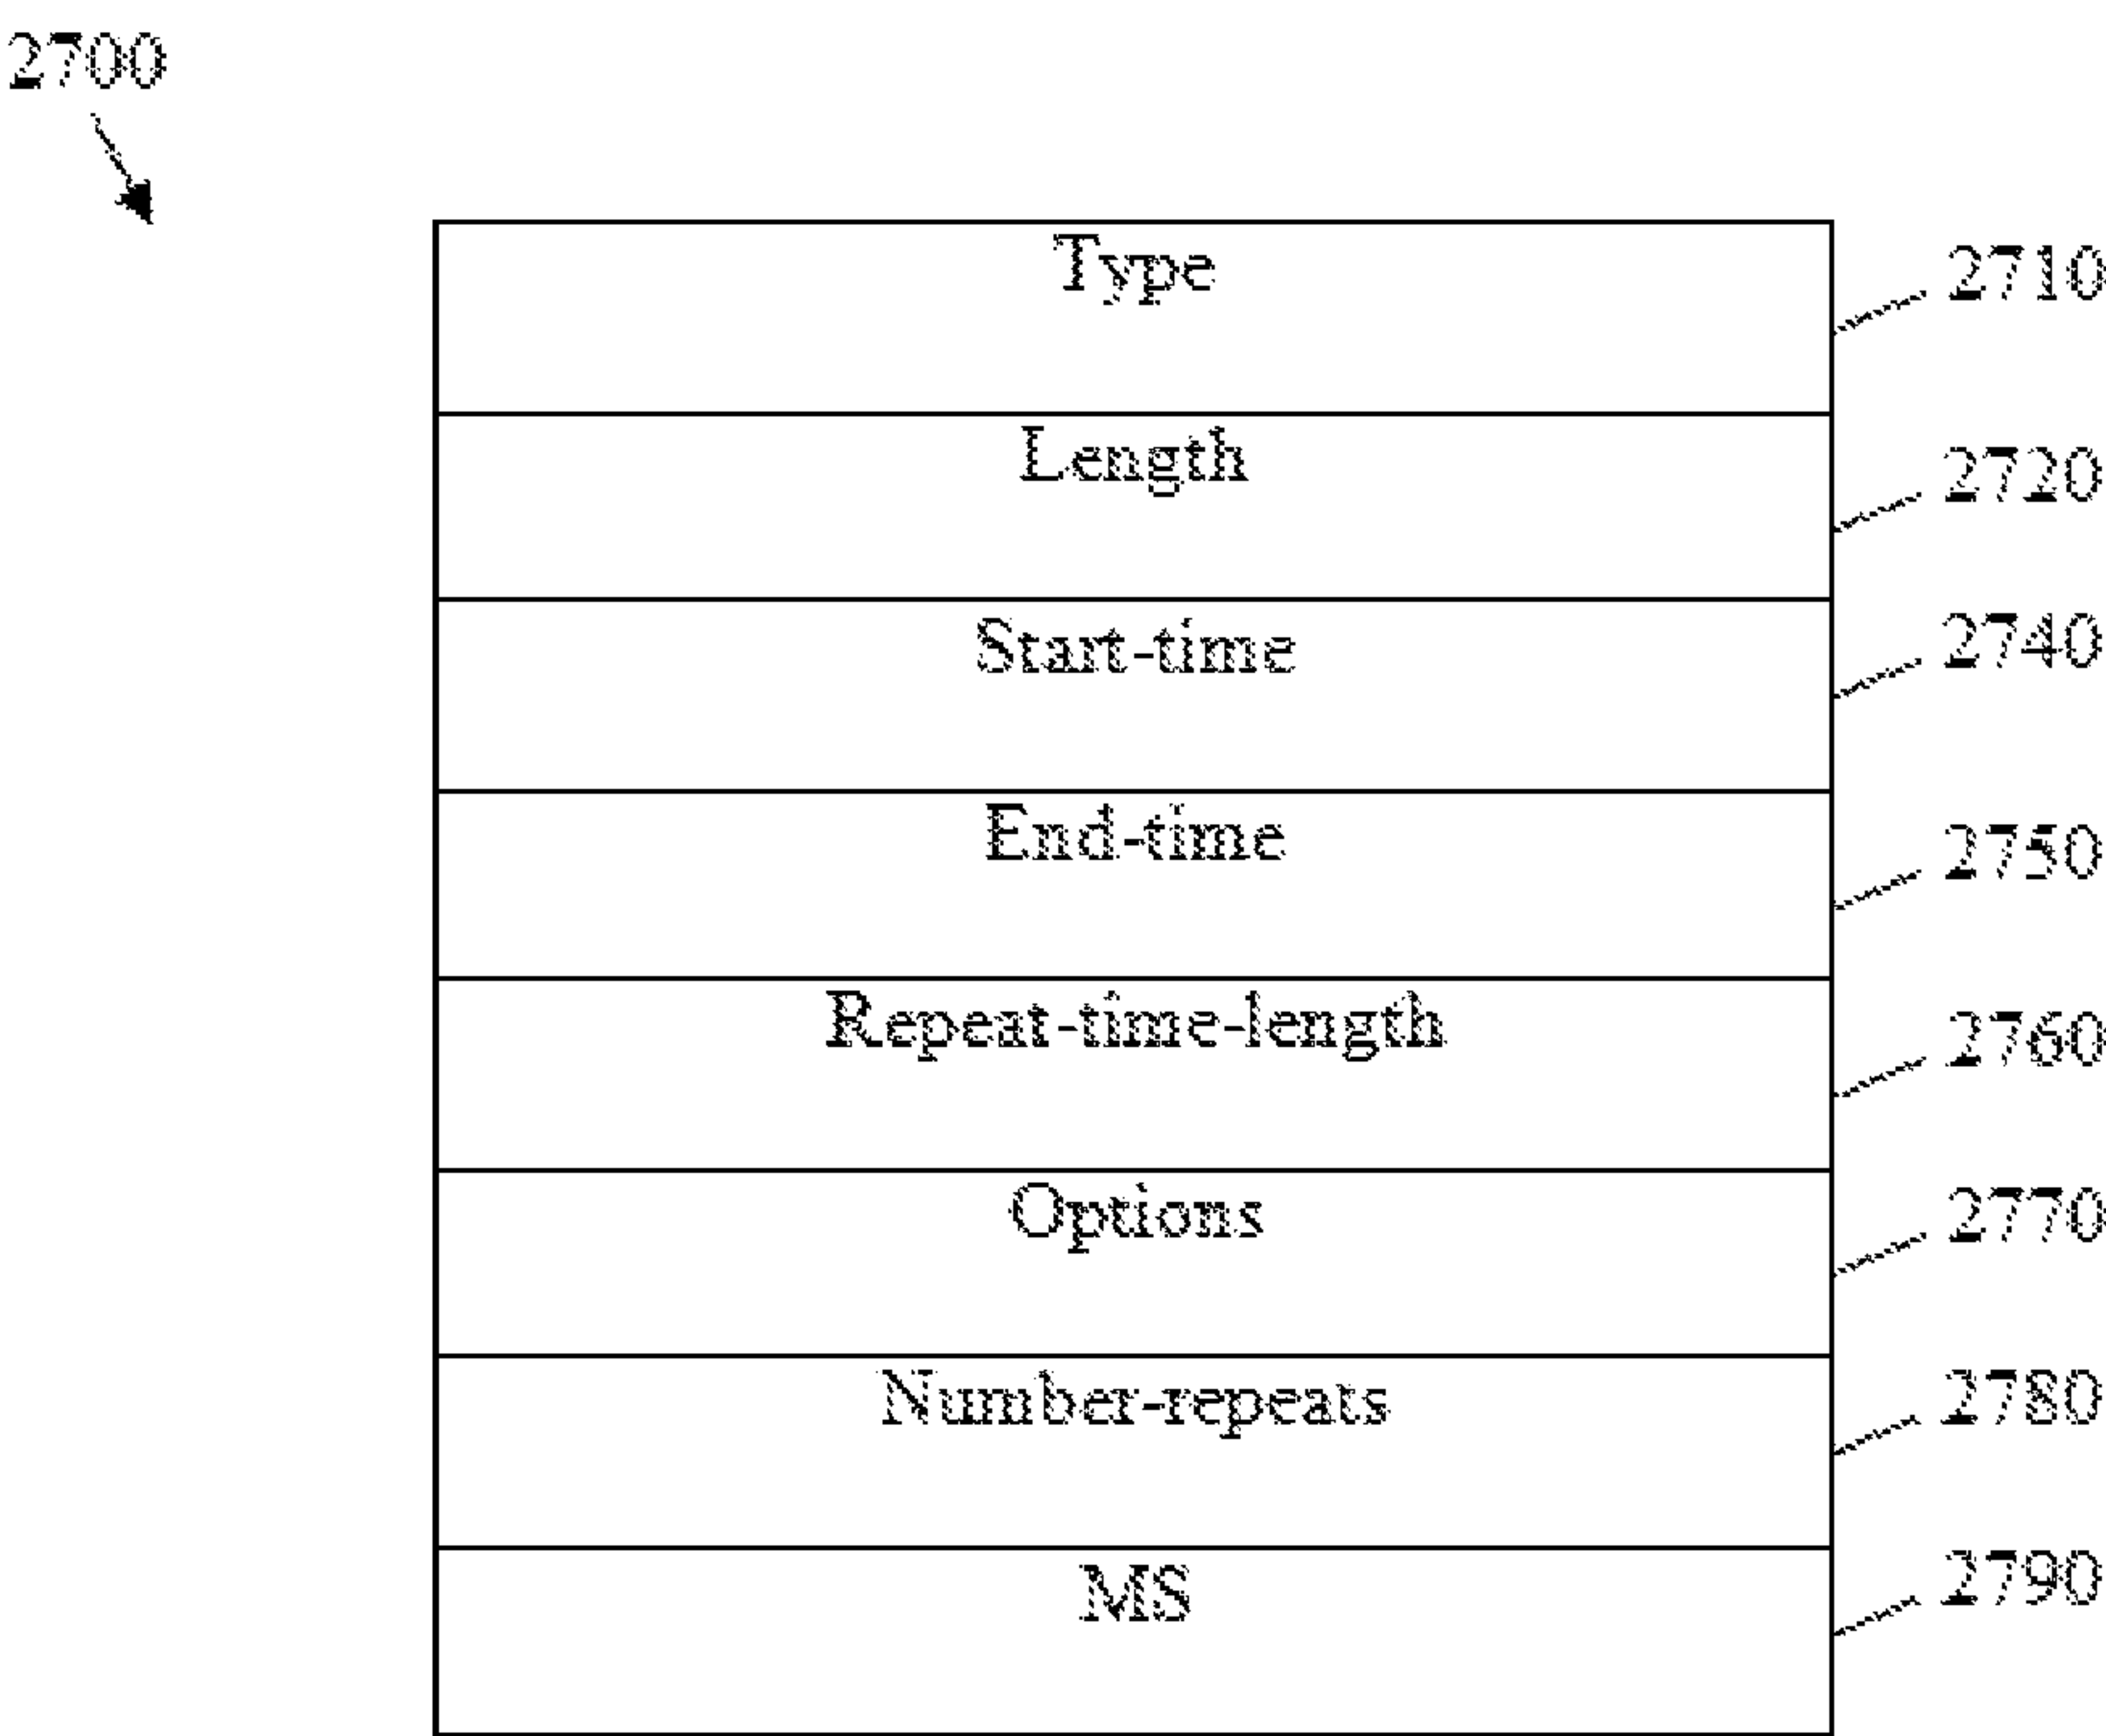 2700
Type
2710
Length
2720
Start-time
2740
End-time
2750
Repeat-time-length
2760
Options
2770
Number-repeats
2780
MS
2790